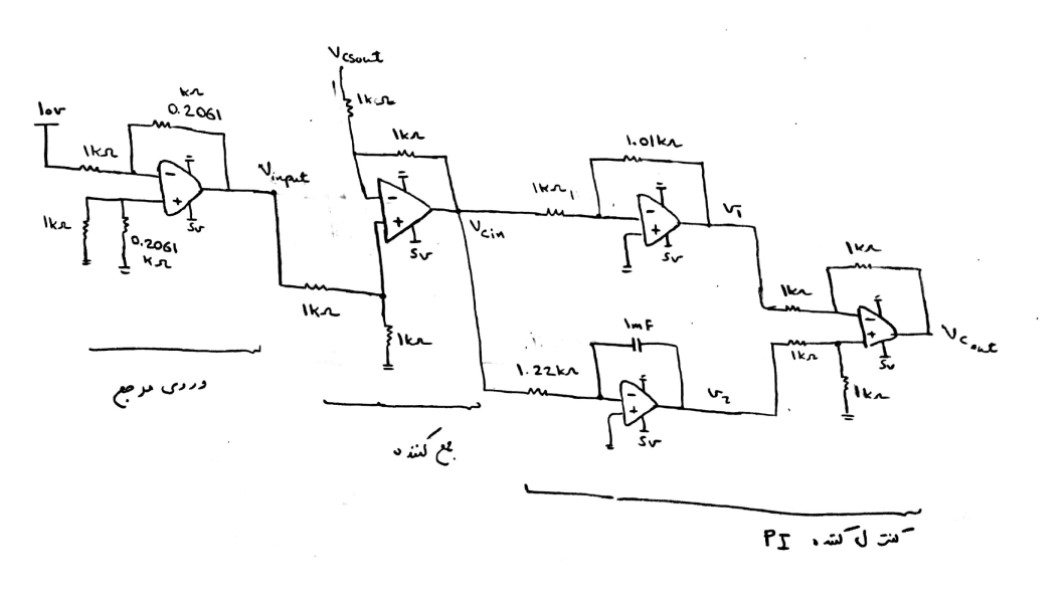 Vcsout
kΩ
0.2061
10v
1kΩ
1kΩ
1kΩ
1.01kΩ
1kΩ
Vinput
1kΩ
V1
5v
1kΩ
0.2061
kΩ
Vcin
5v
5v
1kΩ
1kΩ
1kΩ
Vcout
1kΩ
1mF
1kΩ
5v
1.22kΩ
V2
1kΩ
5v
ورودی مرجع
جمع کننده
کنترل کننده PI